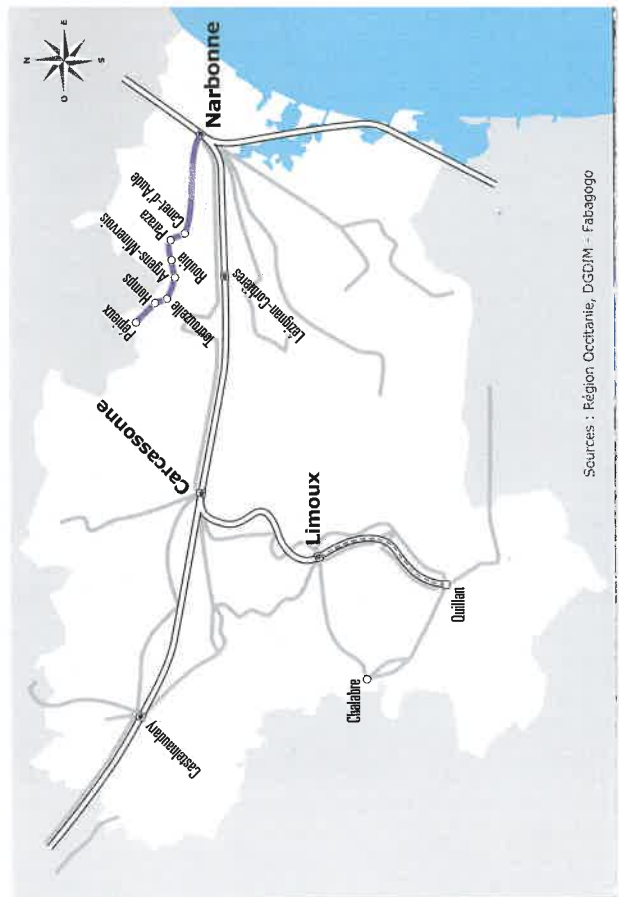 N
E
S
O
Narbonne
Canet-d'Aude
Paraza
Roubia
Argens-Minervois
Homps
Tourouzelle
Pépieux
Lézignan-Corbières
Carcassonne
Limoux
Quillan
Chalabre
Castelnaudary
Sources : Région Occitanie, DGDIM - Fabagogo